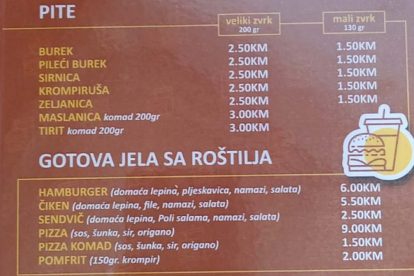 PITE veliki zvrk mali zvrk
200 gr 130 gr
BUREK 2.50KM 1.50KM
PILEĆI BUREK 2.50KM 1.50KM
SIRNICA 2.50KM 1.50KM
KROMPIRUŠA 2.50KM 1.50KM
ZELJANICA 2.50KM 1.50KM
MASLANICA komad 200gr 3.00KM
TIRIT komad 200gr 3.00KM
GOTOVA JELA SA ROŠTILJA
HAMBURGER (domaća lepina, pljeskavica, namazi, salata) 6.00KM
ČIKEN (domaća lepina, file, namazi, salata) 5.50KM
SENDVIČ (domaća lepina, Poli salama, namazi, salata) 2.50KM
PIZZA (sos, šunka, sir, origano) 9.00KM
PIZZA KOMAD (sos, šunka, sir, origano) 1.50KM
POMFRIT (150gr. krompir) 2.00KM